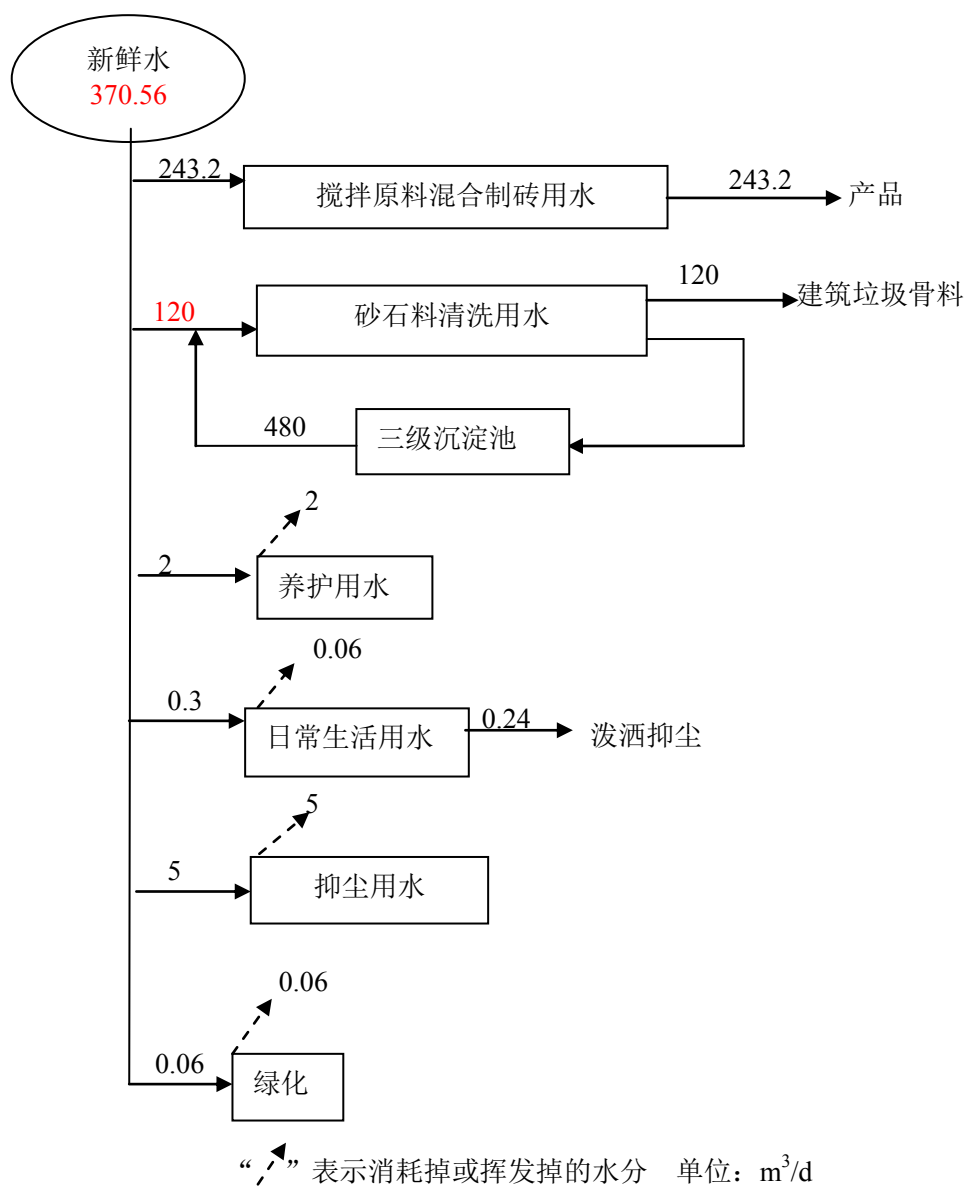 新鲜水
370.56
243.2
搅拌原料混合制砖用水
243.2
产品
120
砂石料清洗用水
120
建筑垃圾骨料
480
三级沉淀池
2
2
养护用水
0.06
0.3
日常生活用水
0.24
泼洒抑尘
5
5
抑尘用水
0.06
0.06
绿化
“ ” 表示消耗掉或挥发掉的水分 单位：m³/d